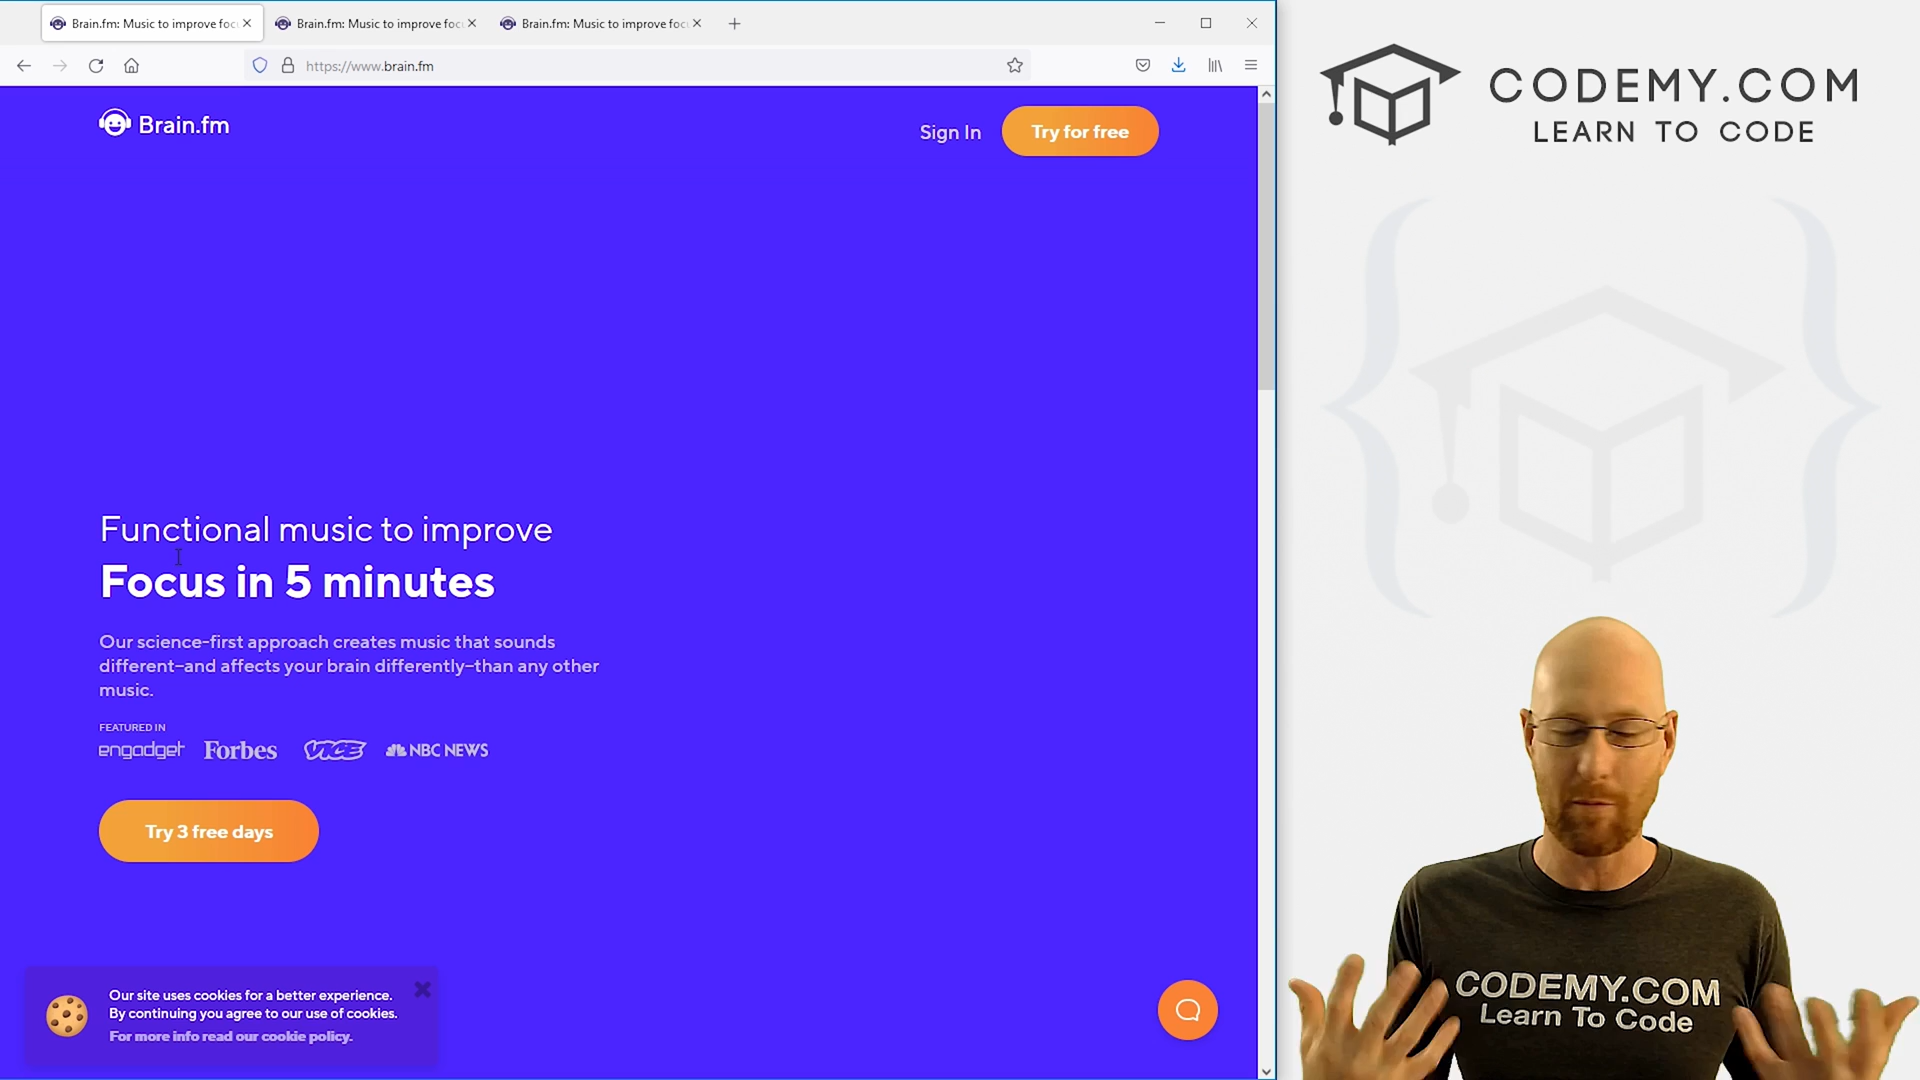 Brain.fm: Music to improve foc
Brain.fm: Music to improve foc
Brain.fm: Music to improve foc
https://www.brain.fm
Brain.fm
Sign In
Try for free
Functional music to improve
Focus in 5 minutes
Our science-first approach creates music that sounds
different–and affects your brain differently–than any other
music.
FEATURED IN
engadget Forbes VICE NBC NEWS
Try 3 free days
Our site uses cookies for a better experience.
By continuing you agree to our use of cookies.
For more info read our cookie policy.
CODEMY.COM
LEARN TO CODE
CODEMY.COM
Learn To Code